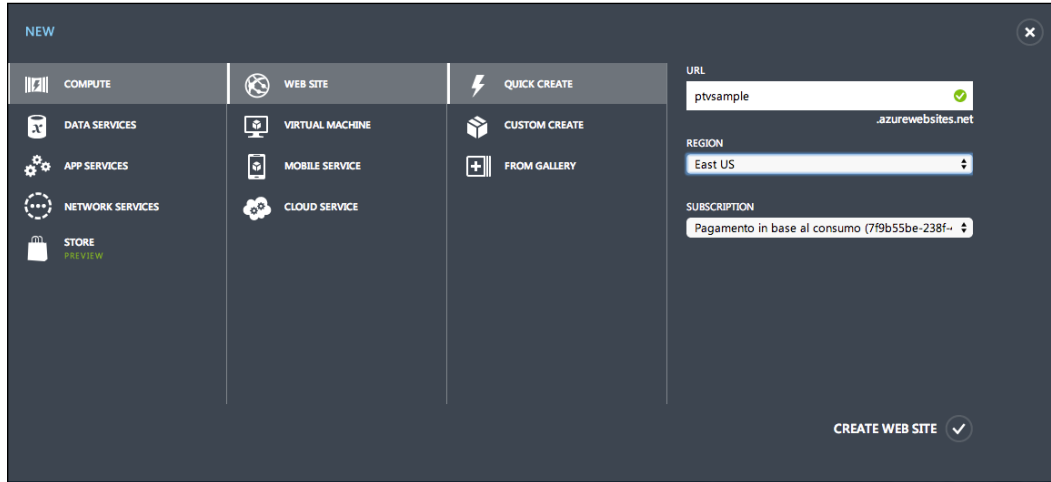 NEW
COMPUTE
DATA SERVICES
APP SERVICES
NETWORK SERVICES
STORE
PREVIEW
WEB SITE
VIRTUAL MACHINE
MOBILE SERVICE
CLOUD SERVICE
QUICK CREATE
CUSTOM CREATE
FROM GALLERY
URL
ptvsample
.azurewebsites.net
REGION
East US
SUBSCRIPTION
Pagamento in base al consumo (7f9b55be-238f-
CREATE WEB SITE